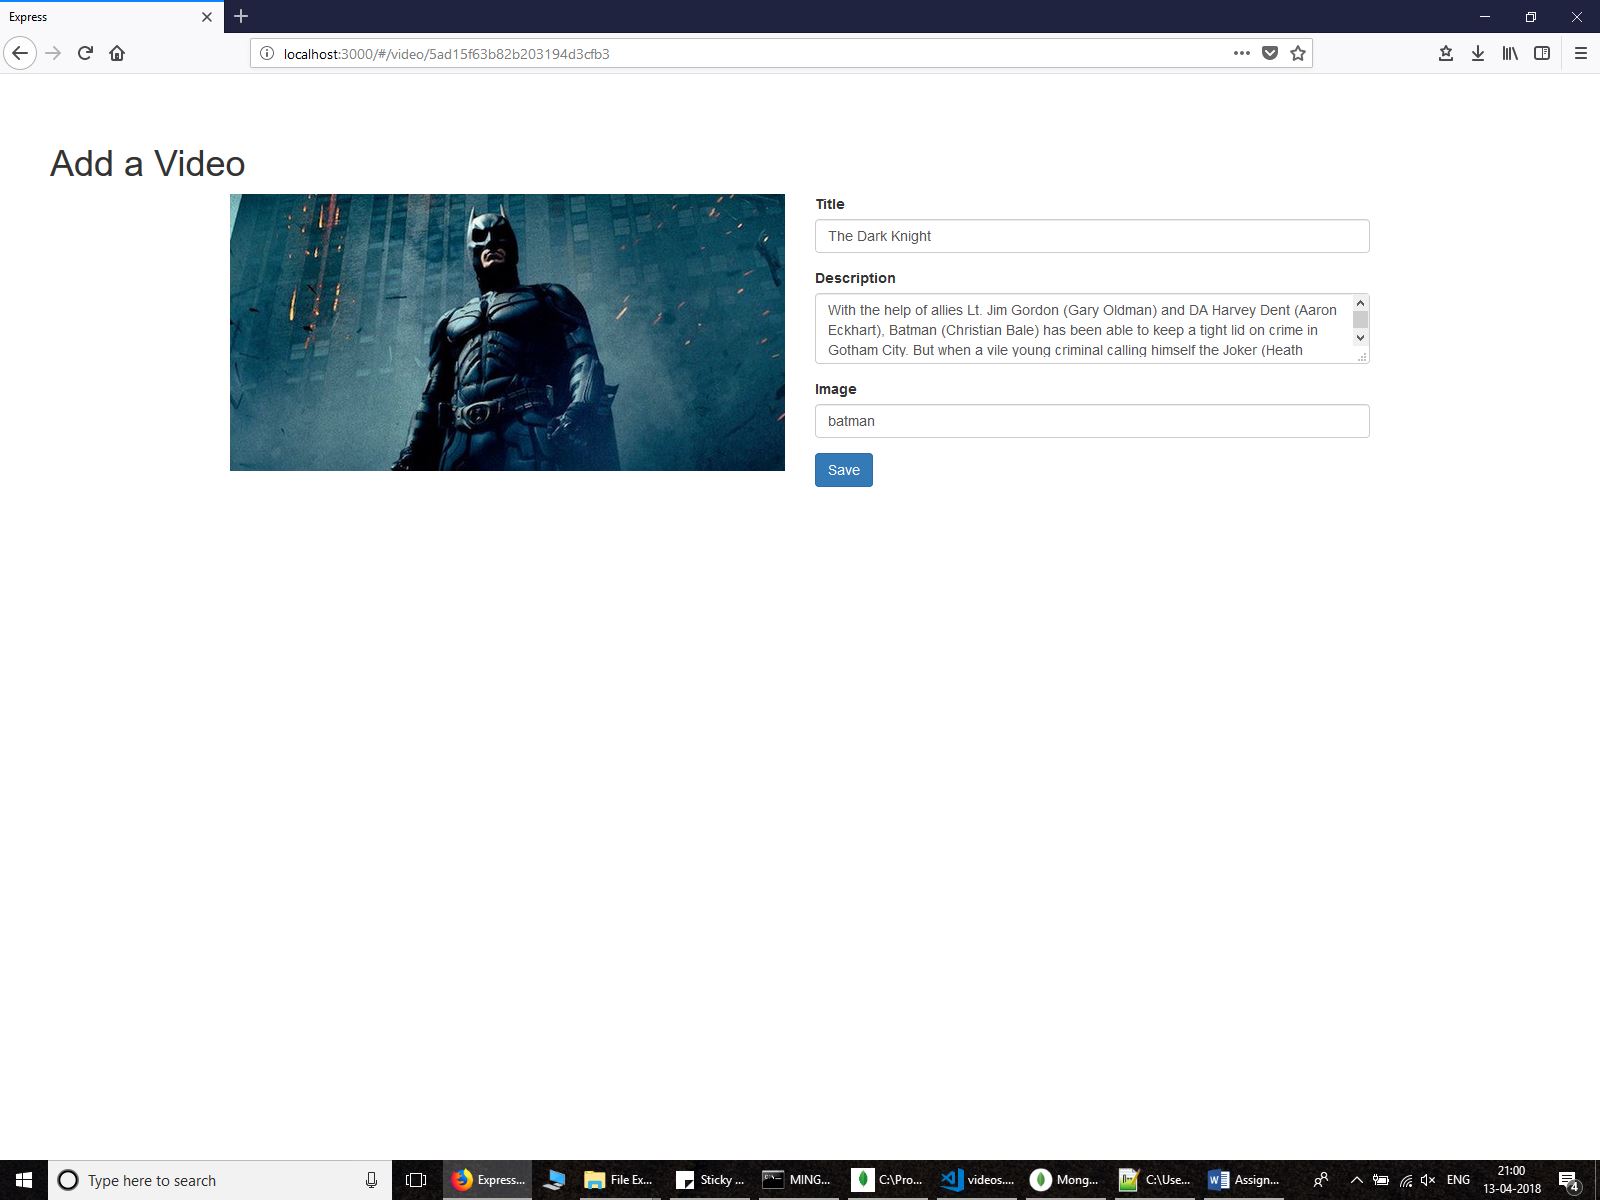 Express
localhost:3000/#/video/5ad15f63b82b203194d3cfb3
Add a Video
Title
The Dark Knight
Description
With the help of allies Lt. Jim Gordon (Gary Oldman) and DA Harvey Dent (Aaron
Eckhart), Batman (Christian Bale) has been able to keep a tight lid on crime in
Gotham City. But when a vile young criminal calling himself the Joker (Heath
Image
batman
Save
Type here to search
Express...
File Ex...
Sticky ...
MING...
C:\Pro...
videos....
Mong...
C:\Use...
Assign...
ENG
21:00
13-04-2018
4